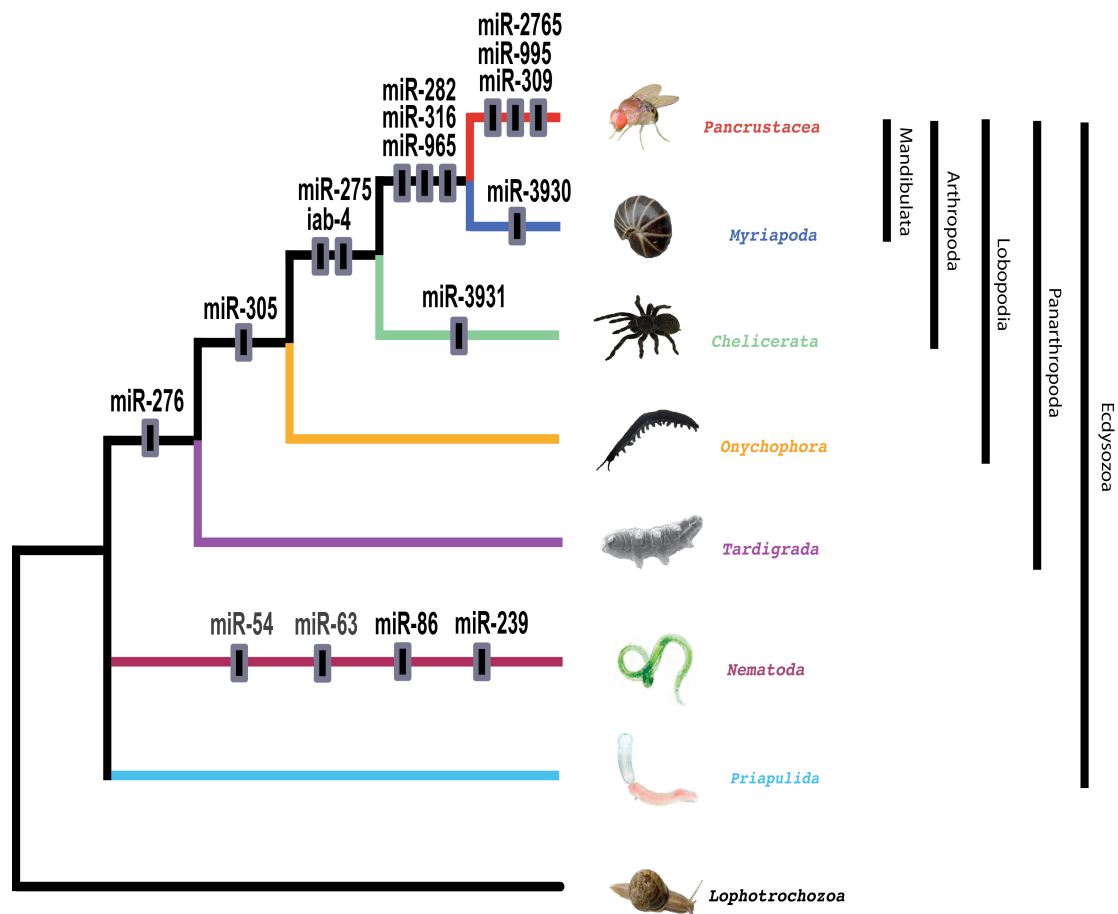 miR-2765
miR-995
miR-309
miR-282
miR-316
miR-965
Pancrustacea
miR-275
iab-4
miR-3930
Myriapoda
miR-305
miR-3931
Chelicerata
miR-276
Onychophora
Tardigrada
miR-54 miR-63 miR-86 miR-239
Nematoda
Priapulida
Lophotrochozoa
Mandibulata
Arthropoda
Lobopodia
Panarthropoda
Ecdysozoa